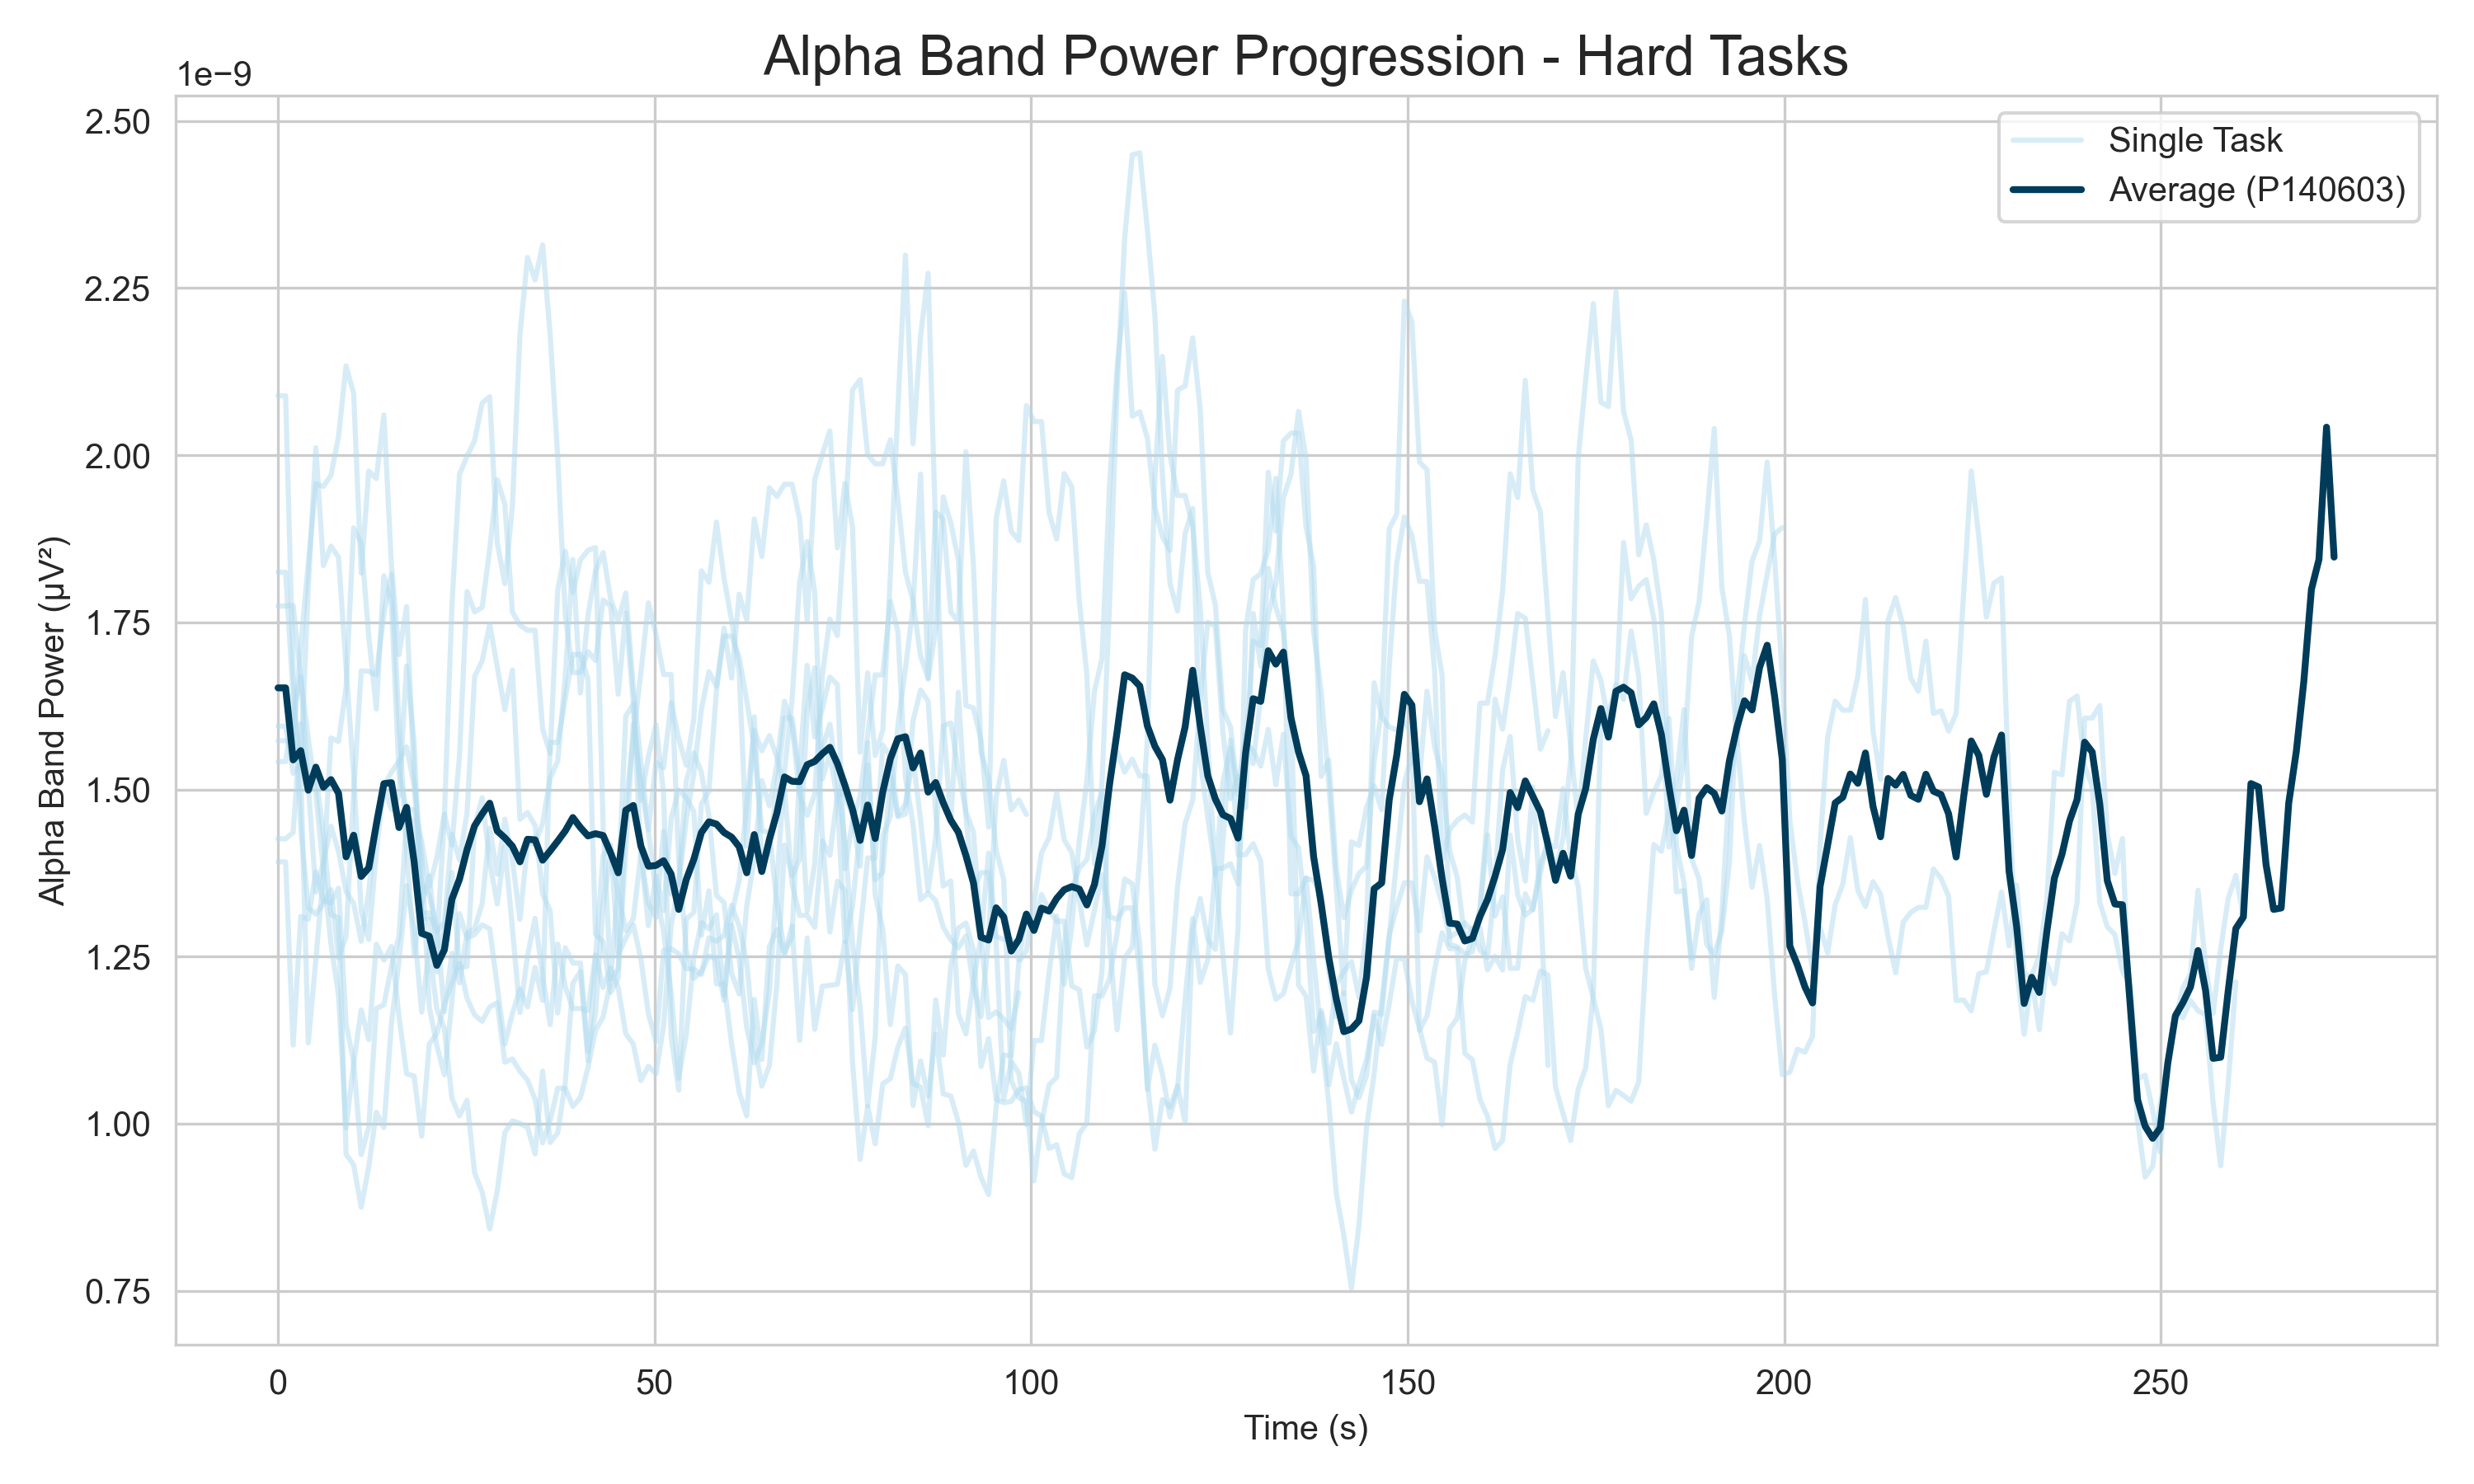 Alpha Band Power Progression - Hard Tasks
1e−9
Single Task
Average (P140603)
Alpha Band Power (µV²)
2.50
2.25
2.00
1.75
1.50
1.25
1.00
0.75
0
50
100
150
200
250
Time (s)